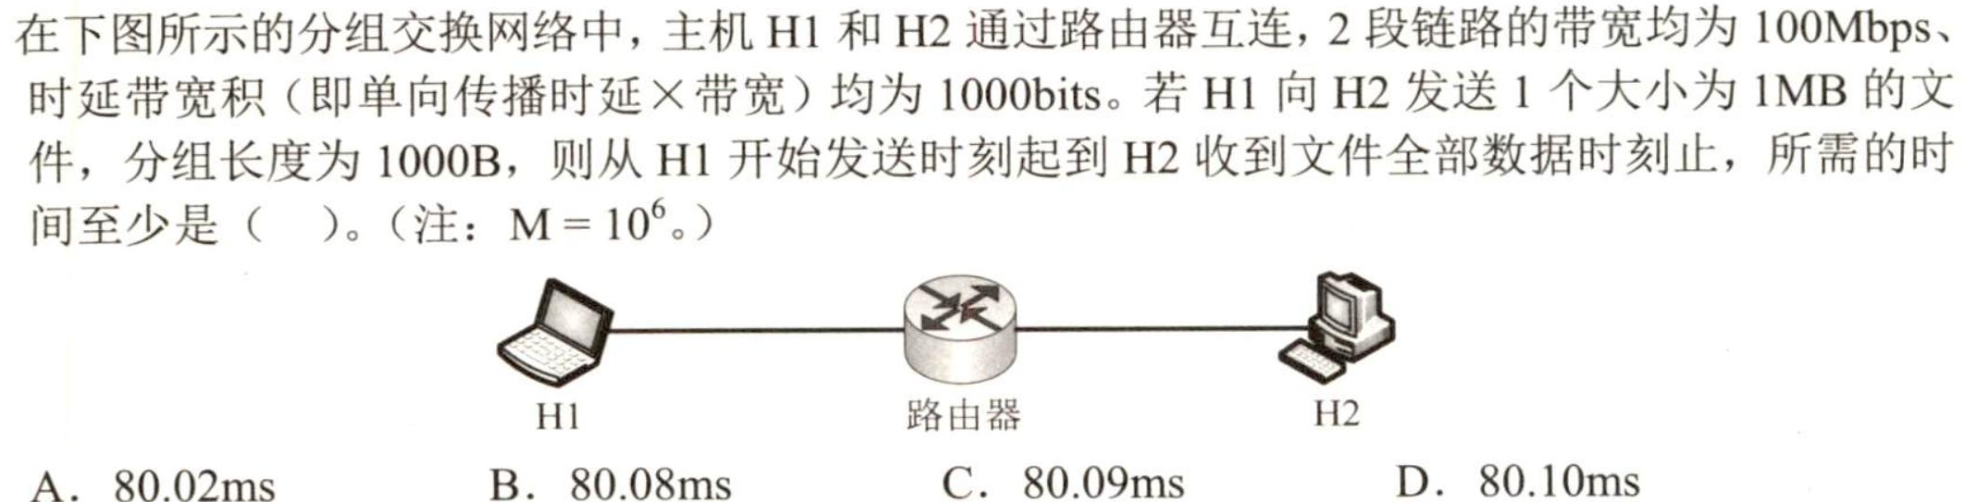 在下图所示的分组交换网络中，主机 H1 和 H2 通过路由器互连，2 段链路的带宽均为 100Mbps、
时延带宽积（即单向传播时延×带宽）均为 1000bits。若 H1 向 H2 发送 1 个大小为 1MB 的文
件，分组长度为 1000B，则从 H1 开始发送时刻起到 H2 收到文件全部数据时刻止，所需的时
间至少是（　）。（注：M = 10⁶。）
H1 路由器 H2
A．80.02ms B．80.08ms C．80.09ms D．80.10ms